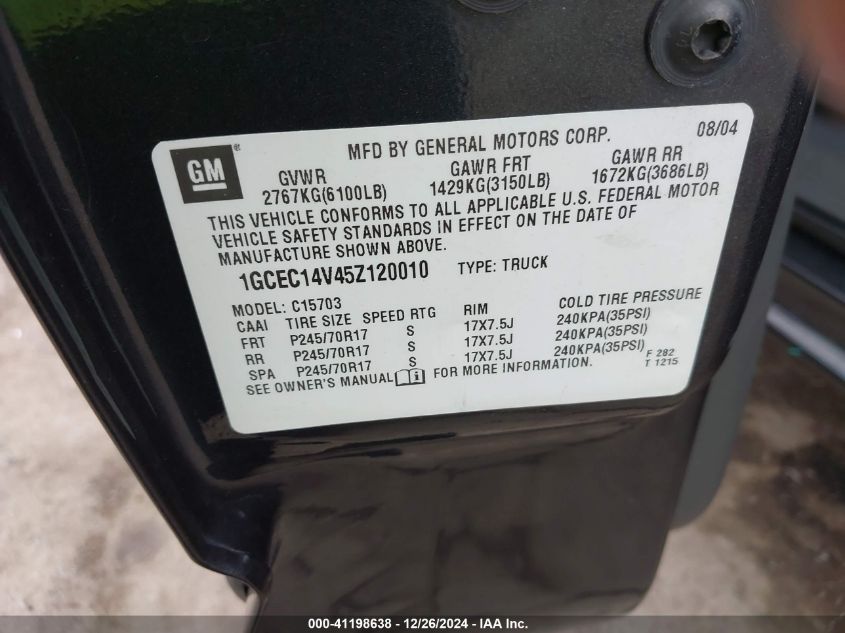 GM®
MFD BY GENERAL MOTORS CORP. 08/04
GVWR GAWR FRT GAWR RR
2767KG(6100LB) 1429KG(3150LB) 1672KG(3686LB)
THIS VEHICLE CONFORMS TO ALL APPLICABLE U.S. FEDERAL MOTOR
VEHICLE SAFETY STANDARDS IN EFFECT ON THE DATE OF
MANUFACTURE SHOWN ABOVE.
1GCEC14V45Z120010 TYPE: TRUCK
MODEL: C15703
CAAI TIRE SIZE SPEED RTG RIM COLD TIRE PRESSURE
FRT P245/70R17 S 17X7.5J 240KPA(35PSI)
RR P245/70R17 S 17X7.5J 240KPA(35PSI)
SPA P245/70R17 S 17X7.5J 240KPA(35PSI)
SEE OWNER'S MANUAL FOR MORE INFORMATION.
F 282
T 1215
000-41198638 - 12/26/2024 - IAA Inc.